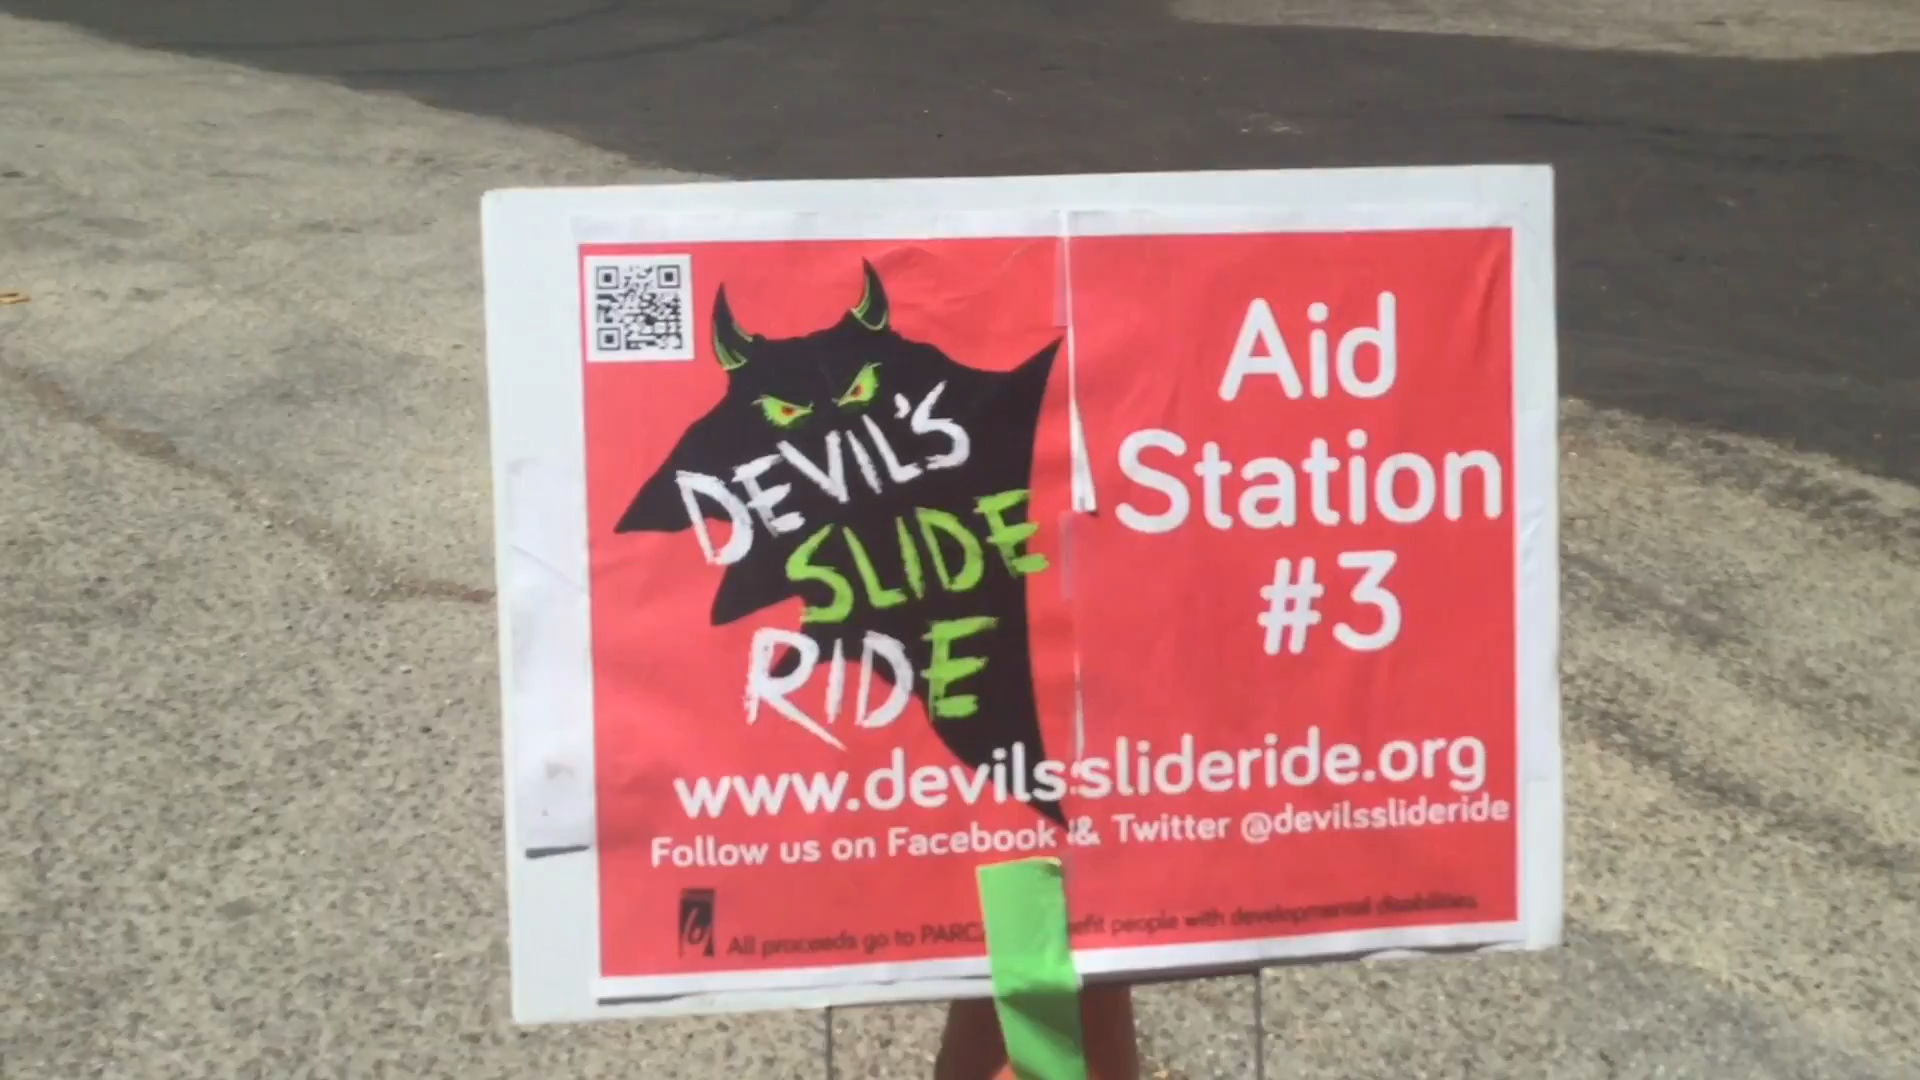 DEVIL'S
SLIDE
RIDE
Aid
Station
#3
www.devilsslideride.org
Follow us on Facebook & Twitter @devilsslideride
All proceeds go to PARC people with developmental disabilities.